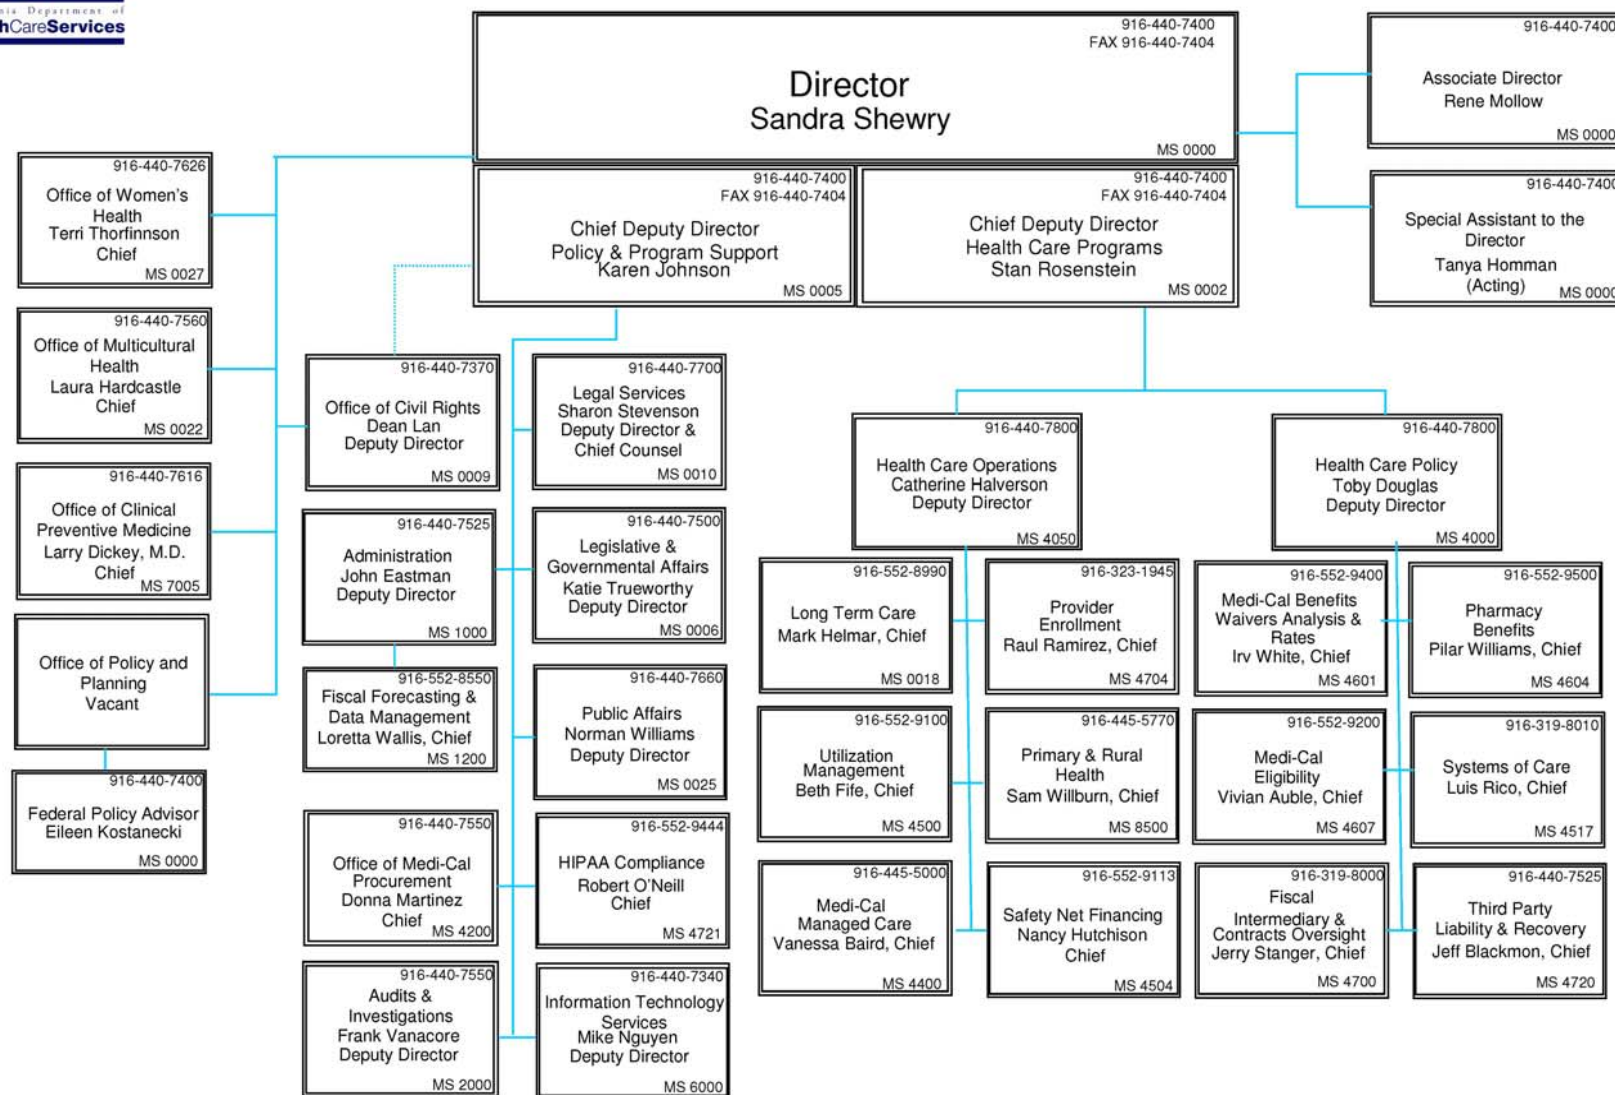 Department of
CareServices
916-440-7400
FAX 916-440-7404
Director
Sandra Shewry
MS 0000
916-440-7400
Associate Director
Rene Mollow
MS 0000
916-440-7400
Special Assistant to the
Director
Tanya Homman
(Acting)
MS 0000
916-440-7400
FAX 916-440-7404
Chief Deputy Director
Policy & Program Support
Karen Johnson
MS 0005
916-440-7400
FAX 916-440-7404
Chief Deputy Director
Health Care Programs
Stan Rosenstein
MS 0002
916-440-7626
Office of Women's
Health
Terri Thorfinnson
Chief
MS 0027
916-440-7560
Office of Multicultural
Health
Laura Hardcastle
Chief
MS 0022
916-440-7616
Office of Clinical
Preventive Medicine
Larry Dickey, M.D.
Chief
MS 7005
Office of Policy and
Planning
Vacant
916-440-7400
Federal Policy Advisor
Eileen Kostanecki
MS 0000
916-440-7370
Office of Civil Rights
Dean Lan
Deputy Director
MS 0009
916-440-7700
Legal Services
Sharon Stevenson
Deputy Director &
Chief Counsel
MS 0010
916-440-7525
Administration
John Eastman
Deputy Director
MS 1000
916-440-7500
Legislative &
Governmental Affairs
Katie Trueworthy
Deputy Director
MS 0006
916-552-8550
Fiscal Forecasting &
Data Management
Loretta Wallis, Chief
MS 1200
916-440-7660
Public Affairs
Norman Williams
Deputy Director
MS 0025
916-440-7550
Office of Medi-Cal
Procurement
Donna Martinez
Chief
MS 4200
916-552-9444
HIPAA Compliance
Robert O'Neill
Chief
MS 4721
916-440-7550
Audits &
Investigations
Frank Vanacore
Deputy Director
MS 2000
916-440-7340
Information Technology
Services
Mike Nguyen
Deputy Director
MS 6000
916-440-7800
Health Care Operations
Catherine Halverson
Deputy Director
MS 4050
916-440-7800
Health Care Policy
Toby Douglas
Deputy Director
MS 4000
916-552-8990
Long Term Care
Mark Helmar, Chief
MS 0018
916-323-1945
Provider
Enrollment
Raul Ramirez, Chief
MS 4704
916-552-9400
Medi-Cal Benefits
Waivers Analysis &
Rates
Irv White, Chief
MS 4601
916-552-9500
Pharmacy
Benefits
Pilar Williams, Chief
MS 4604
916-552-9100
Utilization
Management
Beth Fife, Chief
MS 4500
916-445-5770
Primary & Rural
Health
Sam Willburn, Chief
MS 8500
916-552-9200
Medi-Cal
Eligibility
Vivian Auble, Chief
MS 4607
916-319-8010
Systems of Care
Luis Rico, Chief
MS 4517
916-445-5000
Medi-Cal
Managed Care
Vanessa Baird, Chief
MS 4400
916-552-9113
Safety Net Financing
Nancy Hutchison
Chief
MS 4504
916-319-8000
Fiscal
Intermediary &
Contracts Oversight
Jerry Stanger, Chief
MS 4700
916-440-7525
Third Party
Liability & Recovery
Jeff Blackmon, Chief
MS 4720